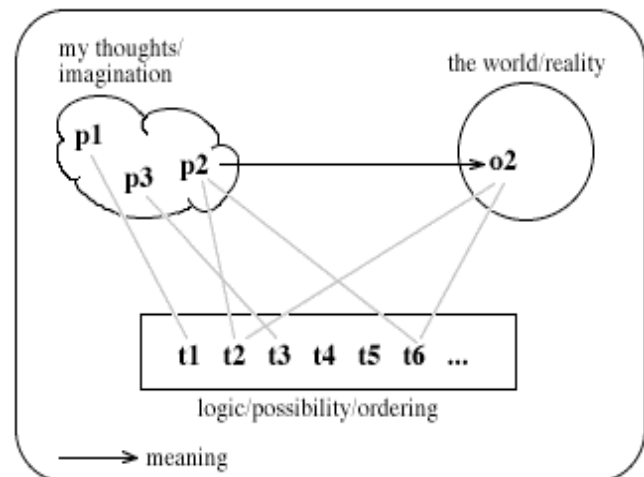 my thoughts/
imagination
the world/reality
p1
p3
p2
o2
t1 t2 t3 t4 t5 t6 ...
logic/possibility/ordering
meaning